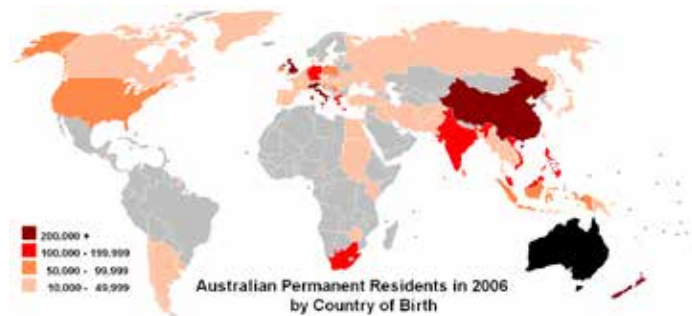 200,000 +
100,000 - 199,999
50,000 - 99,999
10,000 - 49,999
Australian Permanent Residents in 2006
by Country of Birth